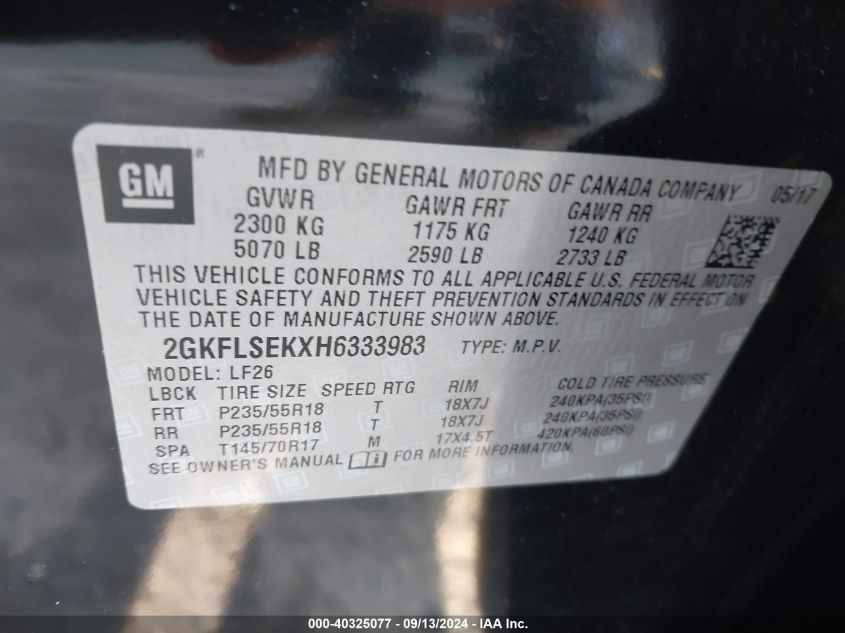 GM®
MFD BY GENERAL MOTORS OF CANADA COMPANY 05/17
GVWR GAWR FRT GAWR RR
2300 KG 1175 KG 1240 KG
5070 LB 2590 LB 2733 LB
THIS VEHICLE CONFORMS TO ALL APPLICABLE U.S. FEDERAL MOTOR
VEHICLE SAFETY AND THEFT PREVENTION STANDARDS IN EFFECT ON
THE DATE OF MANUFACTURE SHOWN ABOVE.
2GKFLSEKXH6333983 TYPE: M.P.V.
MODEL: LF26
LBCK TIRE SIZE SPEED RTG RIM COLD TIRE PRESSURE
FRT P235/55R18 T 18X7J 240KPA(35PSI)
RR P235/55R18 T 18X7J 240KPA(35PSI)
SPA T145/70R17 M 17X4.5T 420KPA(60PSI)
SEE OWNER'S MANUAL i FOR MORE INFORMATION.
000-40325077 - 09/13/2024 - IAA Inc.